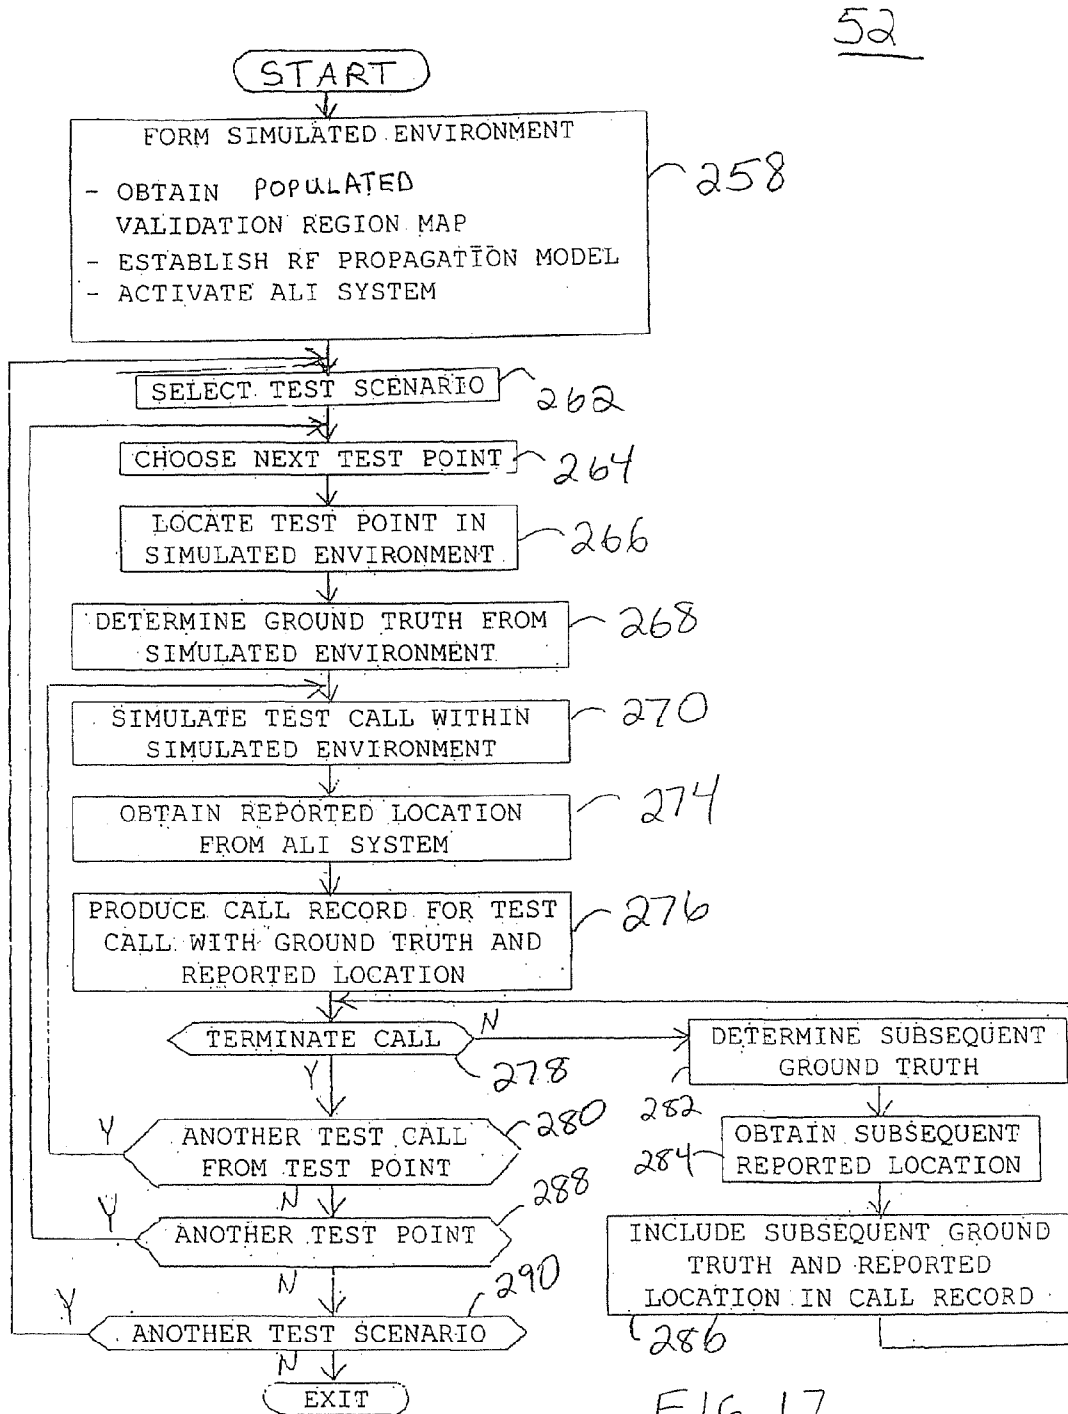 52
START
FORM SIMULATED ENVIRONMENT
- OBTAIN POPULATED
VALIDATION REGION MAP
- ESTABLISH RF PROPAGATION MODEL
- ACTIVATE ALI SYSTEM
258
SELECT TEST SCENARIO
262
CHOOSE NEXT TEST POINT
264
LOCATE TEST POINT IN
SIMULATED ENVIRONMENT
266
DETERMINE GROUND TRUTH FROM
SIMULATED ENVIRONMENT
268
SIMULATE TEST CALL WITHIN
SIMULATED ENVIRONMENT
270
OBTAIN REPORTED LOCATION
FROM ALI SYSTEM
274
PRODUCE CALL RECORD FOR TEST
CALL WITH GROUND TRUTH AND
REPORTED LOCATION
276
TERMINATE CALL
N
Y
278
DETERMINE SUBSEQUENT
GROUND TRUTH
282
ANOTHER TEST CALL
FROM TEST POINT
Y
N
280
OBTAIN SUBSEQUENT
REPORTED LOCATION
284
ANOTHER TEST POINT
Y
N
288
INCLUDE SUBSEQUENT GROUND
TRUTH AND REPORTED
LOCATION IN CALL RECORD
286
ANOTHER TEST SCENARIO
Y
N
290
EXIT
FIG. 17